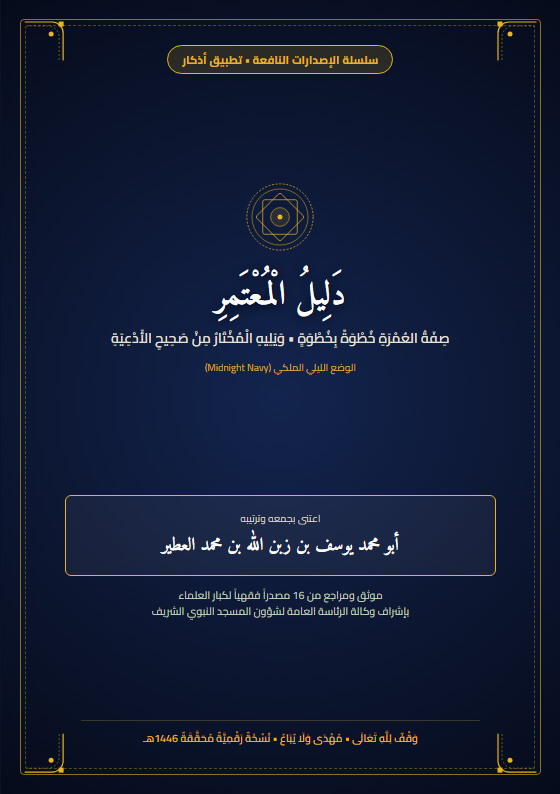 سلسلة الإصدارات النافعة • تطبيق أذكار
دَلِيلُ الْمُعْتَمِرِ
صِفَةُ العُمْرَةِ خُطْوَةً بِخُطْوَةٍ • وَيَلِيهِ الْمُخْتَارُ مِنْ صَحِيحِ الأَدْعِيَةِ
الوضع الليلي الملكي (Midnight Navy)
اعتنى بجمعه وترتيبه
أبو محمد يوسف بن زين الله بن محمد العطير
موثق ومراجع من 16 مصدراً فقهياً لكبار العلماء
بإشراف وكالة الرئاسة العامة لشؤون المسجد النبوي الشريف
وَقْفٌ لِلَّهِ تَعَالَى • مُهْدَى وَلَا يُبَاعُ • نُسْخَةٌ رَقْمِيَّةٌ مُحَقَّقَةٌ 1446هـ